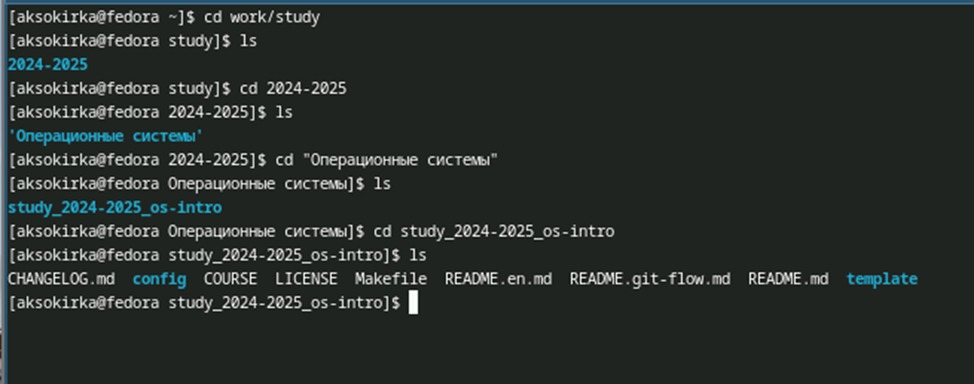 [aksokirka@fedora ~]$ cd work/study
[aksokirka@fedora study]$ ls
2024-2025
[aksokirka@fedora study]$ cd 2024-2025
[aksokirka@fedora 2024-2025]$ ls
'Операционные системы'
[aksokirka@fedora 2024-2025]$ cd "Операционные системы"
[aksokirka@fedora Операционные системы]$ ls
study_2024-2025_os-intro
[aksokirka@fedora Операционные системы]$ cd study_2024-2025_os-intro
[aksokirka@fedora study_2024-2025_os-intro]$ ls
CHANGELOG.md config COURSE LICENSE Makefile README.en.md README.git-flow.md README.md template
[aksokirka@fedora study_2024-2025_os-intro]$